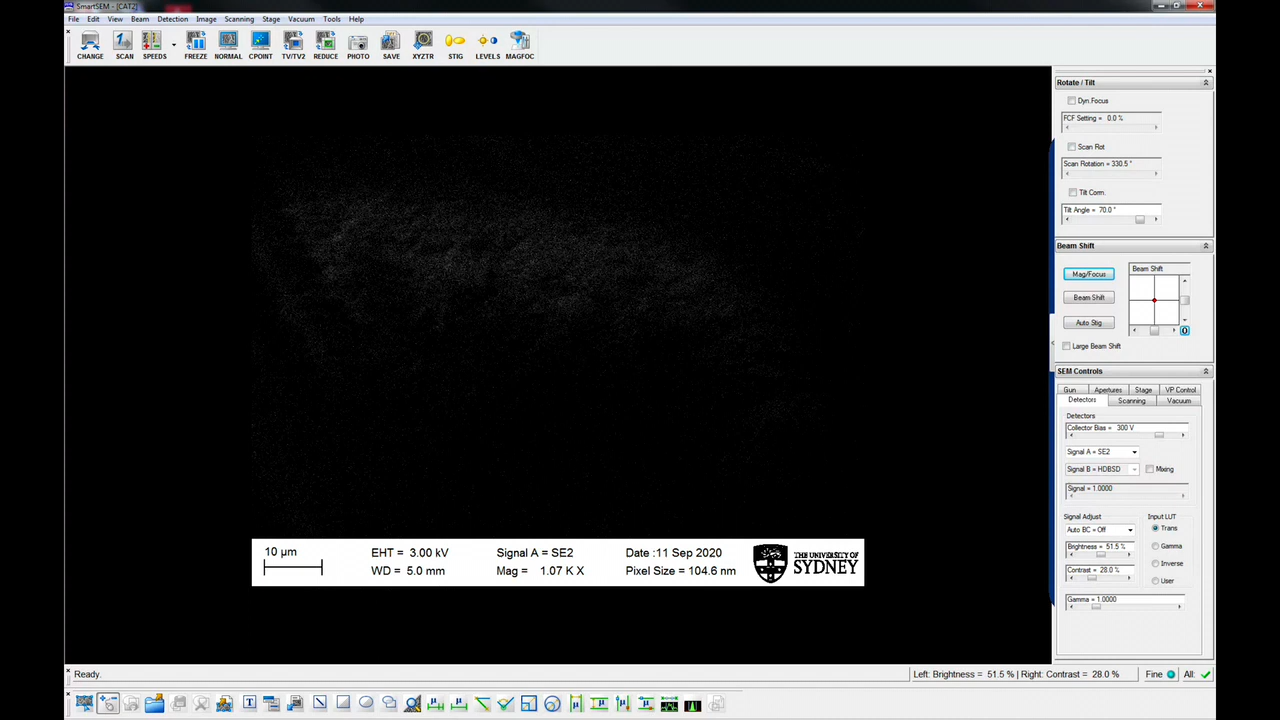 SmartSEM - [CAT2]
File Edit View Beam Detection Image Scanning Stage Vacuum Tools Help
CHANGE SCAN SPEEDS FREEZE NORMAL CPOINT TV/TV2 REDUCE PHOTO SAVE XYZTR STIG LEVELS MAGFOC
Rotate / Tilt
Dyn.Focus
FCF Setting = 0.0 %
Scan Rot
Scan Rotation = 330.5 °
Tilt Corrn.
Tilt Angle = 70.0 °
Beam Shift
Mag/Focus
Beam Shift
Beam Shift
Auto Stig
0
Large Beam Shift
SEM Controls
Gun Apertures Stage VP Control
Detectors Scanning Vacuum
Detectors
Collector Bias = 300 V
Signal A = SE2
Signal B = HDBSD Mixing
Signal = 1.0000
Signal Adjust Input LUT
Auto BC = Off Trans
Brightness = 51.5 % Gamma
Contrast = 28.0 % Inverse
User
Gamma = 1.0000
10 µm EHT = 3.00 kV Signal A = SE2 Date :11 Sep 2020
WD = 5.0 mm Mag = 1.07 K X Pixel Size = 104.6 nm
THE UNIVERSITY OF
SYDNEY
Ready. Left: Brightness = 51.5 % | Right: Contrast = 28.0 % Fine All: